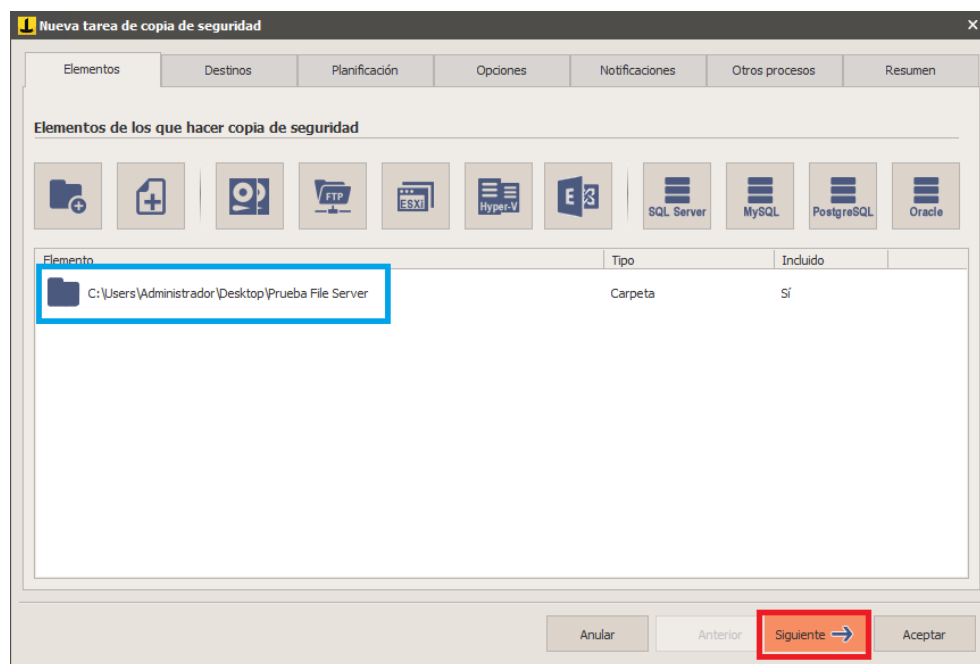 Nueva tarea de copia de seguridad
Elementos Destinos Planificación Opciones Notificaciones Otros procesos Resumen
Elementos de los que hacer copia de seguridad
FTP ESXi Hyper-V E SQL Server MySQL PostgreSQL Oracle
Elemento Tipo Incluido
C:\Users\Administrador\Desktop\Prueba File Server Carpeta Sí
Anular Anterior Siguiente Aceptar